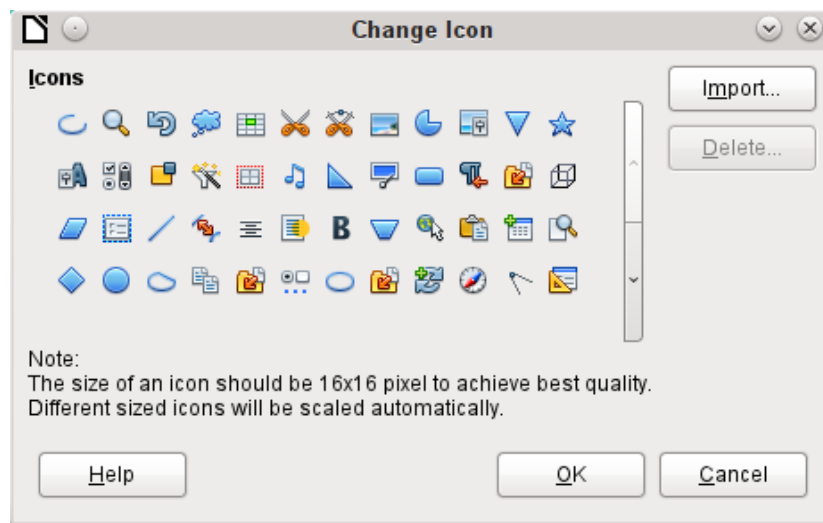 Change Icon
Icons
Import...
Delete...
Note:
The size of an icon should be 16x16 pixel to achieve best quality.
Different sized icons will be scaled automatically.
Help
OK
Cancel